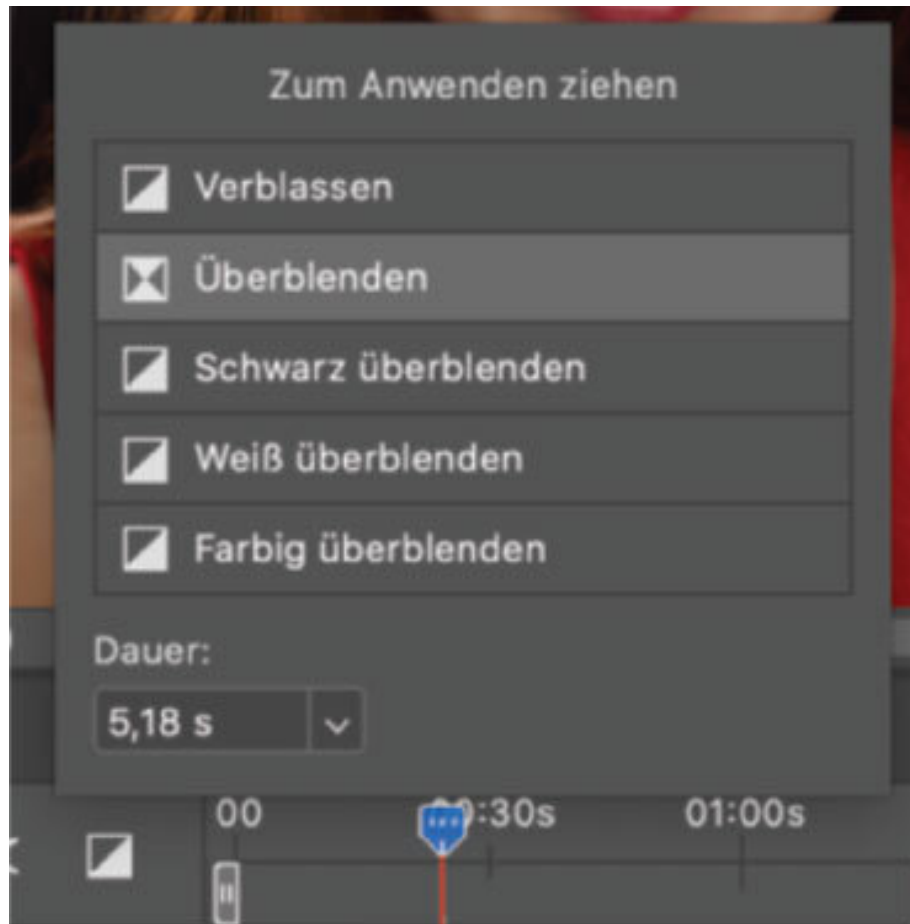 Zum Anwenden ziehen
Verblassen
Überblenden
Schwarz überblenden
Weiß überblenden
Farbig überblenden
Dauer:
5,18 s
00 :30s 01:00s